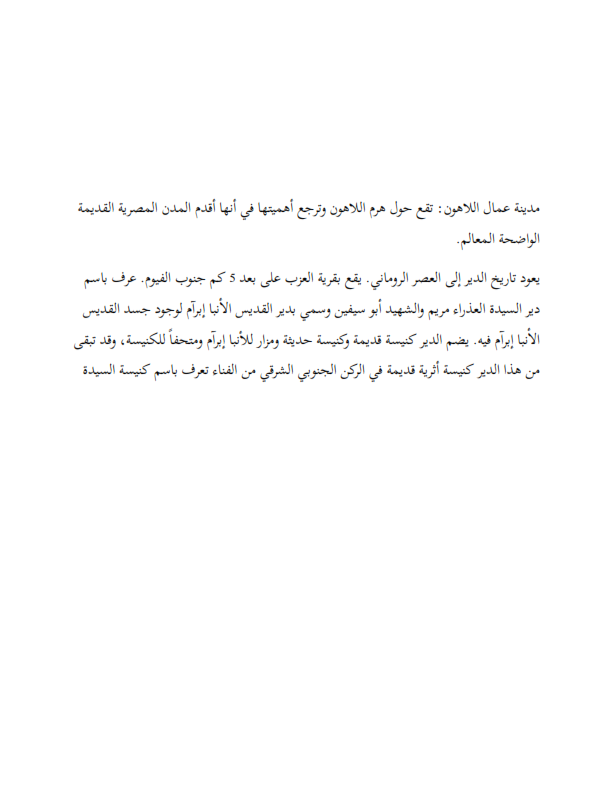 مدينة عمال اللاهون: تقع حول هرم اللاهون وترجع أهميتها في أنها أقدم المدن المصرية القديمة
الواضحة المعالم.
يعود تاريخ الدير إلى العصر الروماني. يقع بقرية العزب على بعد 5 كم جنوب الفيوم. عرف باسم
دير السيدة العذراء مريم والشهيد أبو سيفين وسمي بدير القديس الأنبا إبرآم لوجود جسد القديس
الأنبا إبرآم فيه. يضم الدير كنيسة قديمة وكنيسة حديثة ومزار للأنبا إبرآم ومتحفاً للكنيسة، وقد تبقى
من هذا الدير كنيسة أثرية قديمة في الركن الجنوبي الشرقي من الفناء تعرف باسم كنيسة السيدة